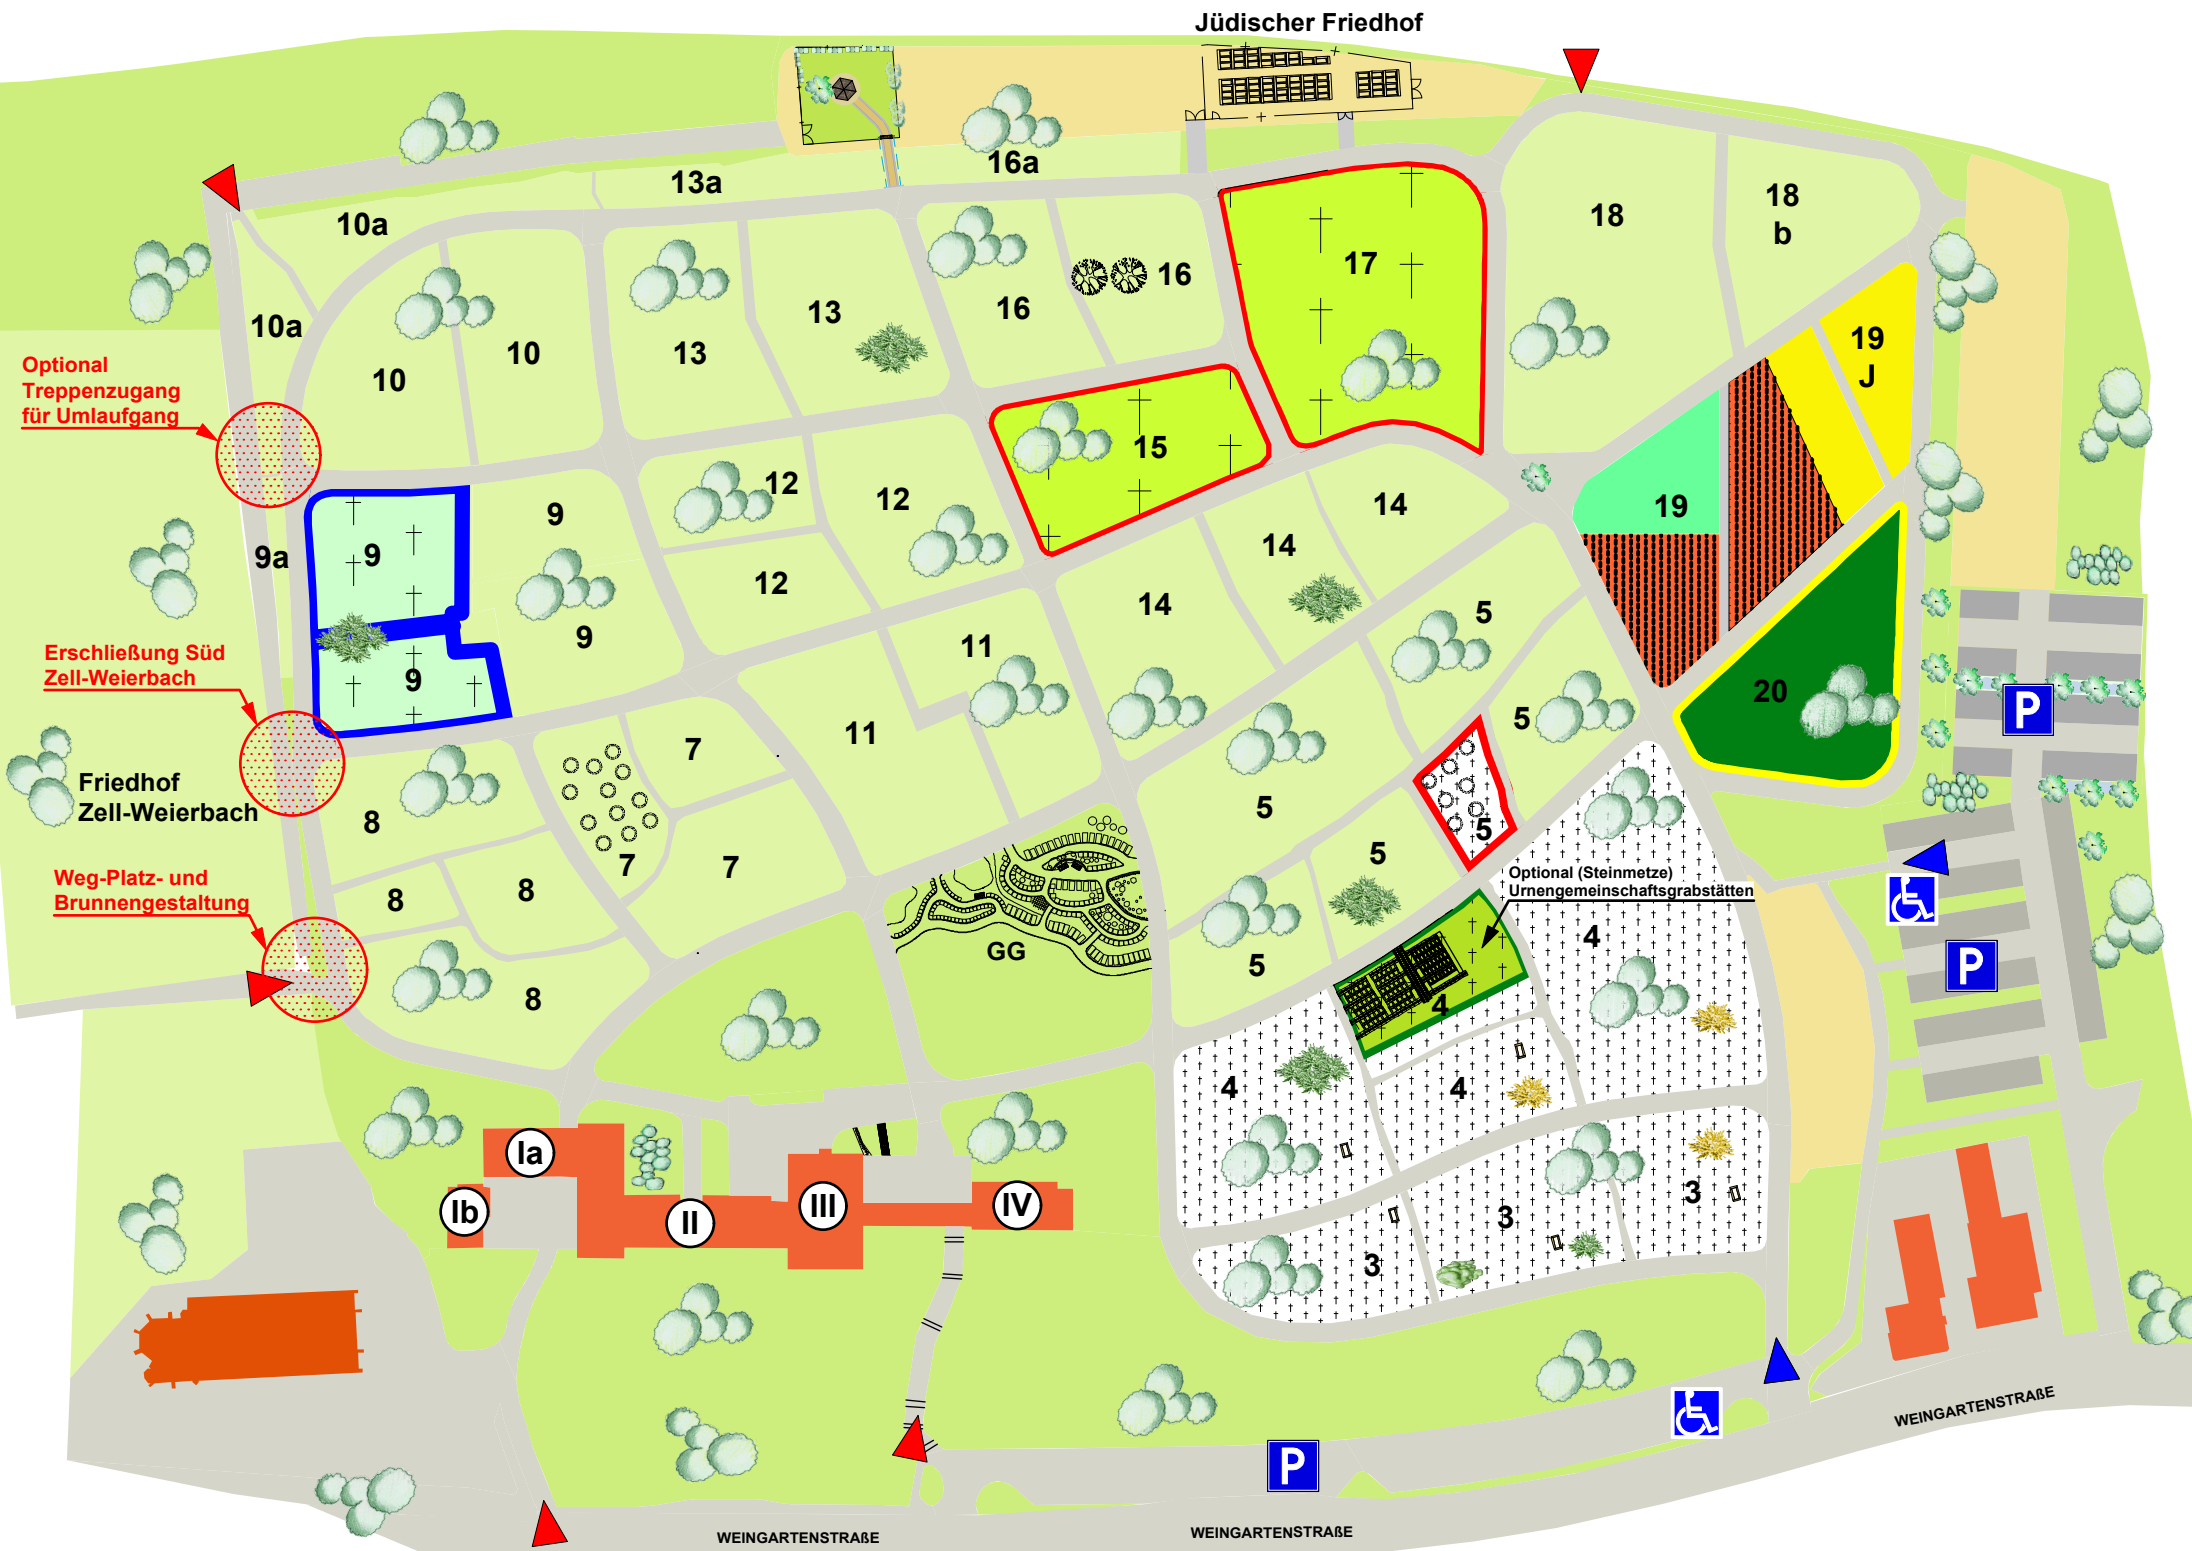 Jüdischer Friedhof
16a
13a
10a
18
18
b
17
16
16
13
13
10a
10
10
19
J
Optional
Treppenzugang
für Umlaufgang
15
12
12
14
14
19
9
9
9a
12
14
5
11
9
Erschließung Süd
Zell-Weierbach
9
20
P
5
11
7
Friedhof
Zell-Weierbach
8
5
5
7
7
5
Optional (Steinmetze)
Urnengemeinschaftsgrabstätten
Weg-Platz- und
Brunnengestaltung
8
8
GG
5
4
P
8
4
4
4
Ia
Ib
II
III
IV
3
3
3
P
WEINGARTENSTRAßE
WEINGARTENSTRAßE
WEINGARTENSTRAßE